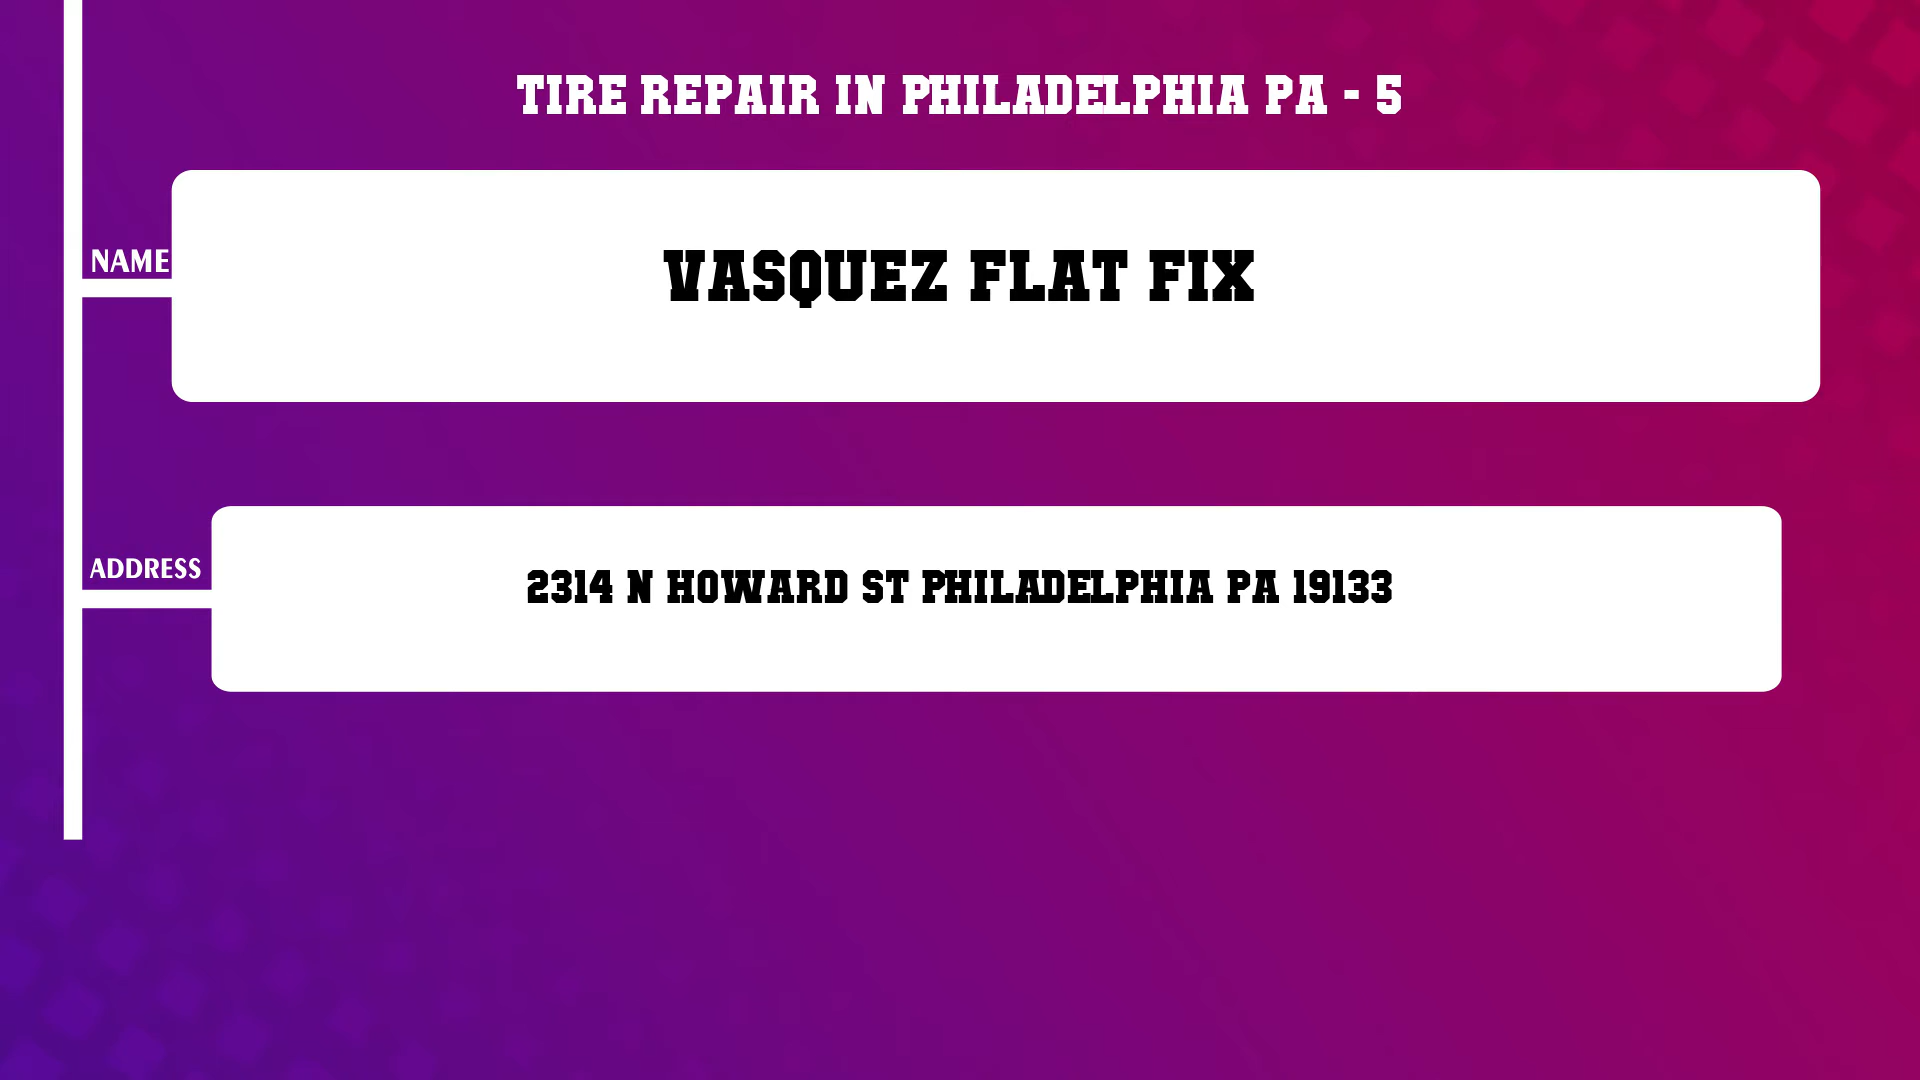 TIRE REPAIR IN PHILADELPHIA PA - 5
NAME
VASQUEZ FLAT FIX
ADDRESS
2314 N HOWARD ST PHILADELPHIA PA 19133